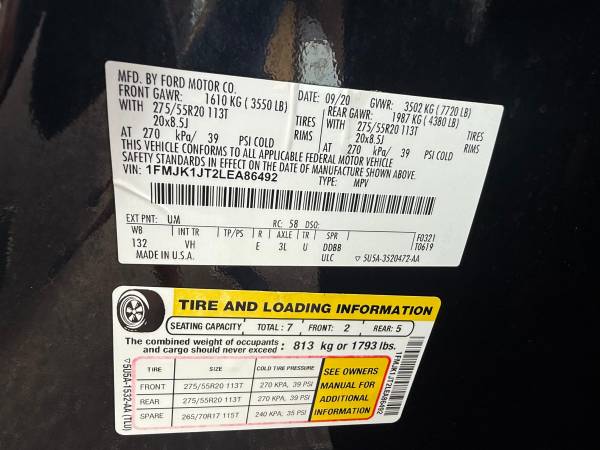 MFD. BY FORD MOTOR CO.
DATE: 09/20 GVWR: 3502 KG (7720 LB)
FRONT GAWR: 1610 KG (3550 LB) REAR GAWR: 1987 KG (4380 LB)
WITH 275/55R20 113T TIRES WITH 275/55R20 113T TIRES
20x8.5J RIMS 20x8.5J RIMS
AT 270 kPa/ 39 PSI COLD AT 270 kPa/ 39 PSI COLD
THIS VEHICLE CONFORMS TO ALL APPLICABLE FEDERAL MOTOR VEHICLE
SAFETY STANDARDS IN EFFECT ON THE DATE OF MANUFACTURE SHOWN ABOVE.
VIN: 1FMJK1JT2LEA86492
TYPE: MPV
EXT PNT: UM RC: 58 DSO:
WB INT TR TP/PS R AXLE TR SPR F0321
132 VH E 3L U DDBB T0619
MADE IN U.S.A. ULC ▽5U5A-3520472-AA
TIRE AND LOADING INFORMATION
SEATING CAPACITY TOTAL: 7 FRONT: 2 REAR: 5
The combined weight of occupants
and cargo should never exceed : 813 kg or 1793 lbs.
TIRE SIZE COLD TIRE PRESSURE
FRONT 275/55R20 113T 270 KPA, 39 PSI
REAR 275/55R20 113T 270 KPA, 39 PSI
SPARE 265/70R17 115T 240 KPA, 35 PSI
SEE OWNERS
MANUAL FOR
ADDITIONAL
INFORMATION
▽5U5A-1532-AA (TLU)
1FMJK1JT2LEA86492